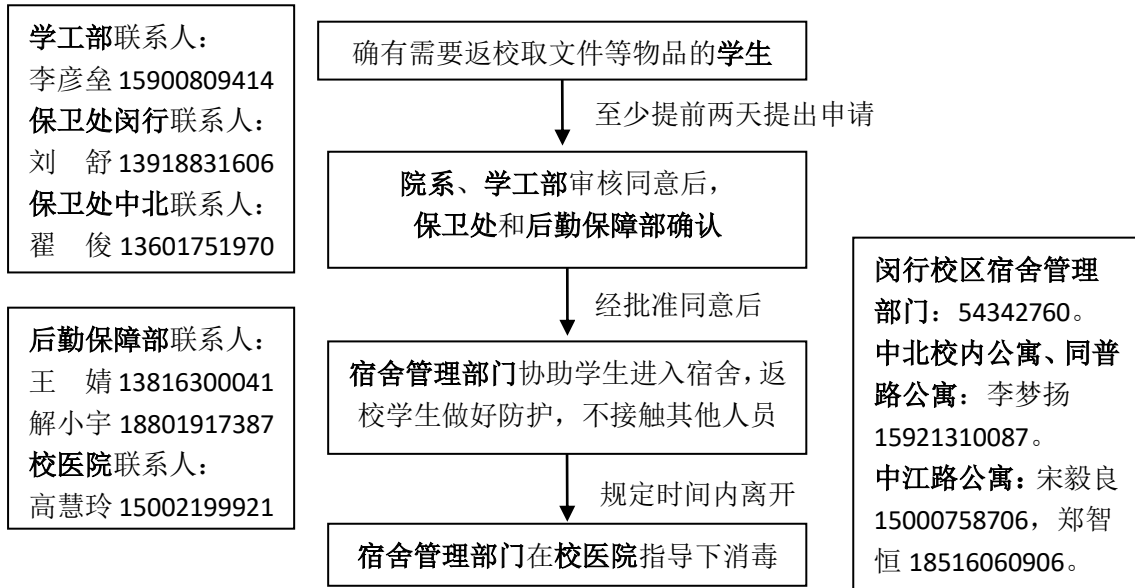 学工部联系人：
李彦垒 15900809414
保卫处闵行联系人：
刘　舒 13918831606
保卫处中北联系人：
翟　俊 13601751970
后勤保障部联系人：
王　婧 13816300041
解小宇 18801917387
校医院联系人：
高慧玲 15002199921
确有需要返校取文件等物品的学生
至少提前两天提出申请
院系、学工部审核同意后，
保卫处和后勤保障部确认
经批准同意后
宿舍管理部门协助学生进入宿舍，返
校学生做好防护，不接触其他人员
规定时间内离开
宿舍管理部门在校医院指导下消毒
闵行校区宿舍管理
部门：54342760。
中北校内公寓、同普
路公寓：李梦扬
15921310087。
中江路公寓：宋毅良
15000758706，郑智
恒 18516060906。